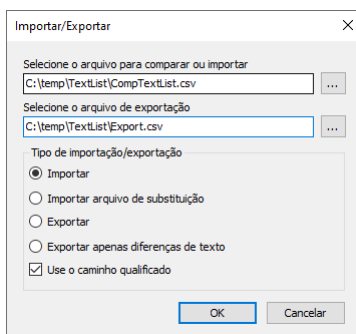 Importar/Exportar
Selecione o arquivo para comparar ou importar
C:\temp\TextList\CompTextList.csv
...
Selecione o arquivo de exportação
C:\temp\TextList\Export.csv
...
Tipo de importação/exportação
Importar
Importar arquivo de substituição
Exportar
Exportar apenas diferenças de texto
Use o caminho qualificado
OK
Cancelar